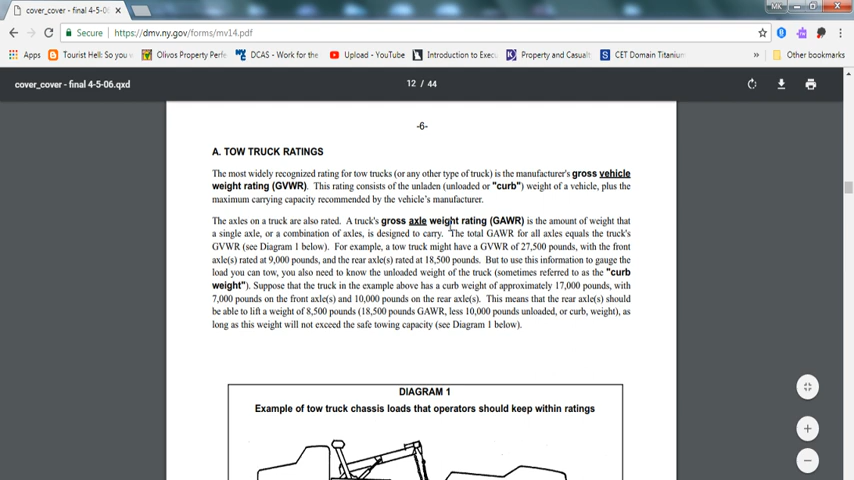 cover_cover - final 4-5-06
MK
Secure
https://dmv.ny.gov/forms/mv14.pdf
Apps
Tourist Hell: So you v
Olivos Property Perfe
DCAS - Work for the
Upload - YouTube
Introduction to Execu
Property and Casualt
CET Domain Titanium
»
Other bookmarks
cover_cover - final 4-5-06.qxd
12 / 44
-6-
A. TOW TRUCK RATINGS
The most widely recognized rating for tow trucks (or any other type of truck) is the manufacturer's gross vehicle
weight rating (GVWR). This rating consists of the unladen (unloaded or "curb") weight of a vehicle, plus the
maximum carrying capacity recommended by the vehicle's manufacturer.
The axles on a truck are also rated. A truck's gross axle weight rating (GAWR) is the amount of weight that
a single axle, or a combination of axles, is designed to carry. The total GAWR for all axles equals the truck's
GVWR (see Diagram 1 below). For example, a tow truck might have a GVWR of 27,500 pounds, with the front
axle(s) rated at 9,000 pounds, and the rear axle(s) rated at 18,500 pounds. But to use this information to gauge the
load you can tow, you also need to know the unloaded weight of the truck (sometimes referred to as the "curb
weight"). Suppose that the truck in the example above has a curb weight of approximately 17,000 pounds, with
7,000 pounds on the front axle(s) and 10,000 pounds on the rear axle(s). This means that the rear axle(s) should
be able to lift a weight of 8,500 pounds (18,500 pounds GAWR, less 10,000 pounds unloaded, or curb, weight), as
long as this weight will not exceed the safe towing capacity (see Diagram 1 below).
DIAGRAM 1
Example of tow truck chassis loads that operators should keep within ratings